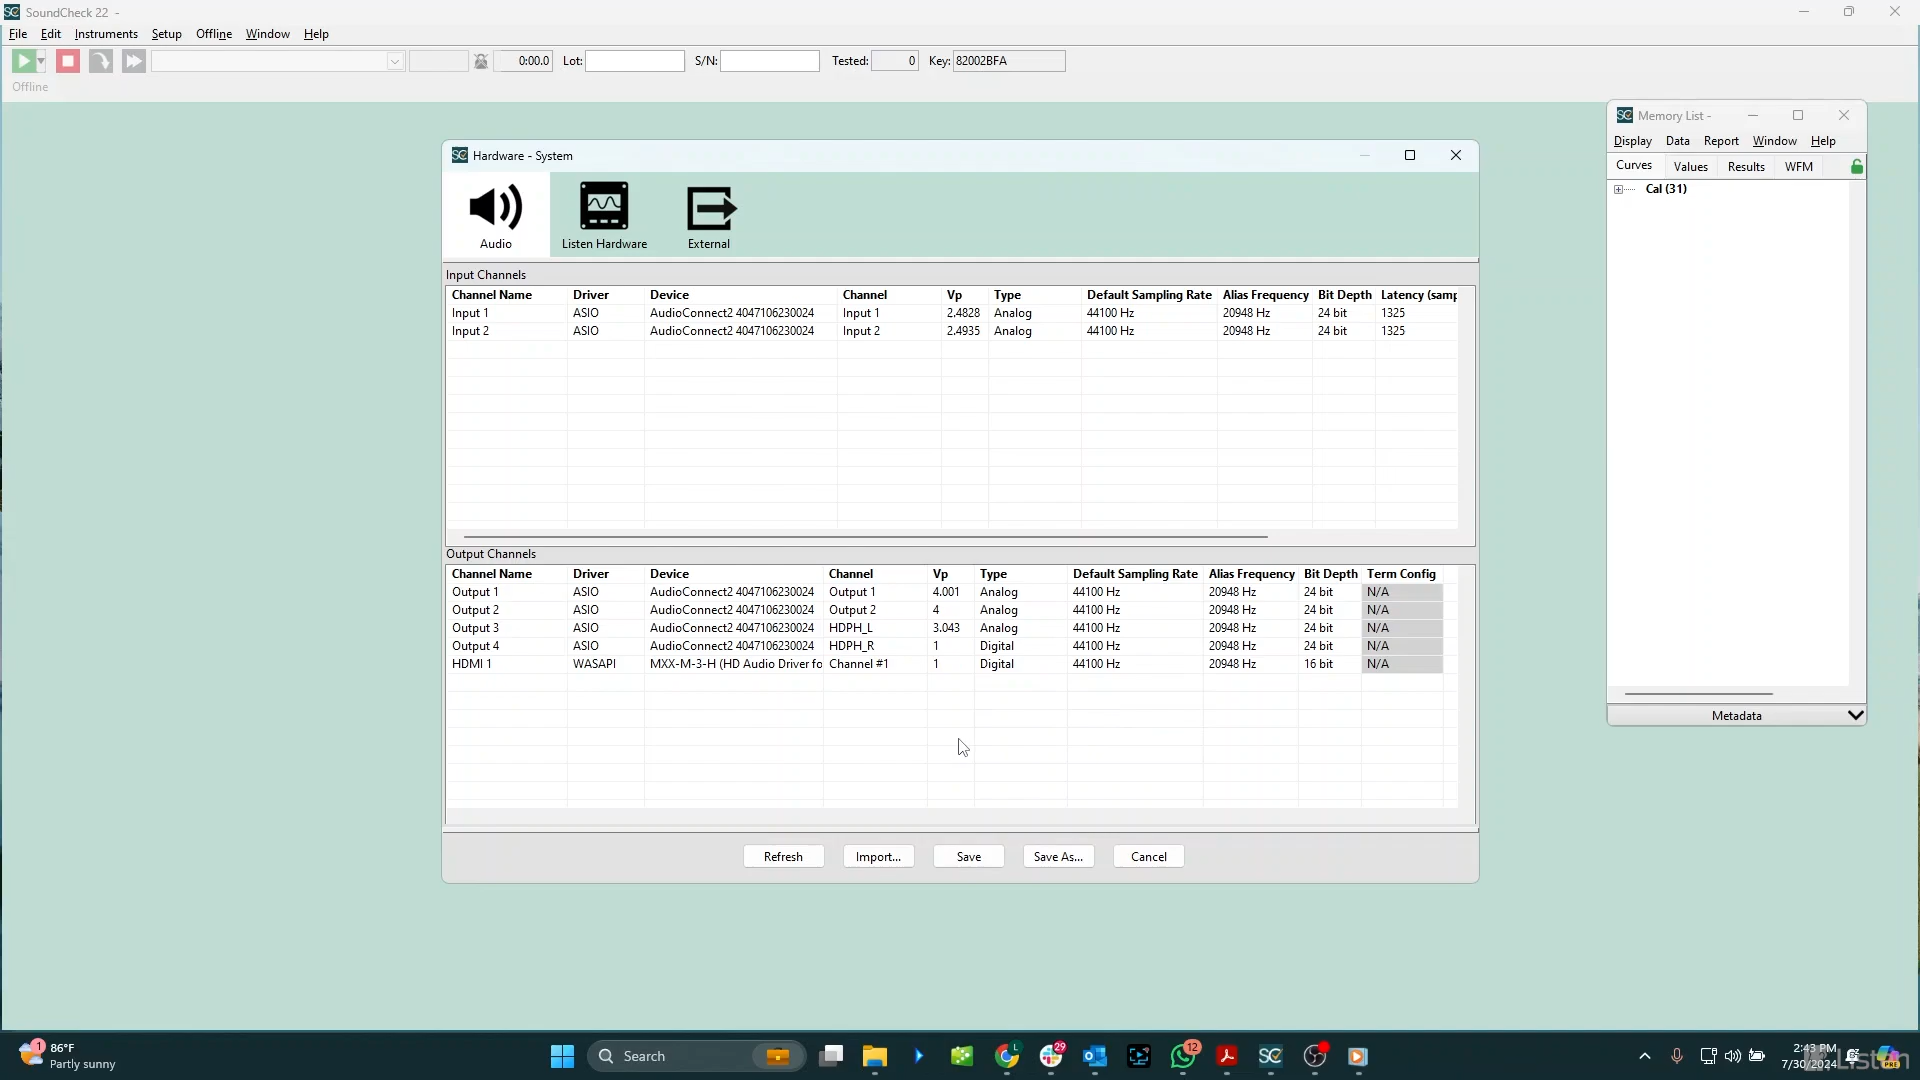 SoundCheck 22 -
File Edit Instruments Setup Offline Window Help
0:00.0 Lot: S/N: Tested: 0 Key: 82002BFA
Offline
Memory List -
Display Data Report Window Help
Curves Values Results WFM
Cal (31)
Metadata
Hardware - System
Audio Listen Hardware External
Input Channels
Channel Name Driver Device Channel Vp Type Default Sampling Rate Alias Frequency Bit Depth Latency (samp
Input 1 ASIO AudioConnect2 4047106230024 Input 1 2.4828 Analog 44100 Hz 20948 Hz 24 bit 1325
Input 2 ASIO AudioConnect2 4047106230024 Input 2 2.4935 Analog 44100 Hz 20948 Hz 24 bit 1325
Output Channels
Channel Name Driver Device Channel Vp Type Default Sampling Rate Alias Frequency Bit Depth Term Config
Output 1 ASIO AudioConnect2 4047106230024 Output 1 4.001 Analog 44100 Hz 20948 Hz 24 bit N/A
Output 2 ASIO AudioConnect2 4047106230024 Output 2 4 Analog 44100 Hz 20948 Hz 24 bit N/A
Output 3 ASIO AudioConnect2 4047106230024 HDPH_L 3.043 Analog 44100 Hz 20948 Hz 24 bit N/A
Output 4 ASIO AudioConnect2 4047106230024 HDPH_R 1 Digital 44100 Hz 20948 Hz 24 bit N/A
HDMI 1 WASAPI MXX-M-3-H (HD Audio Driver fo Channel #1 1 Digital 44100 Hz 20948 Hz 16 bit N/A
Refresh Import... Save Save As... Cancel
1 86°F
Partly sunny
Search
L 29 12
2:43 PM
7/30/2024
Listen
PRE